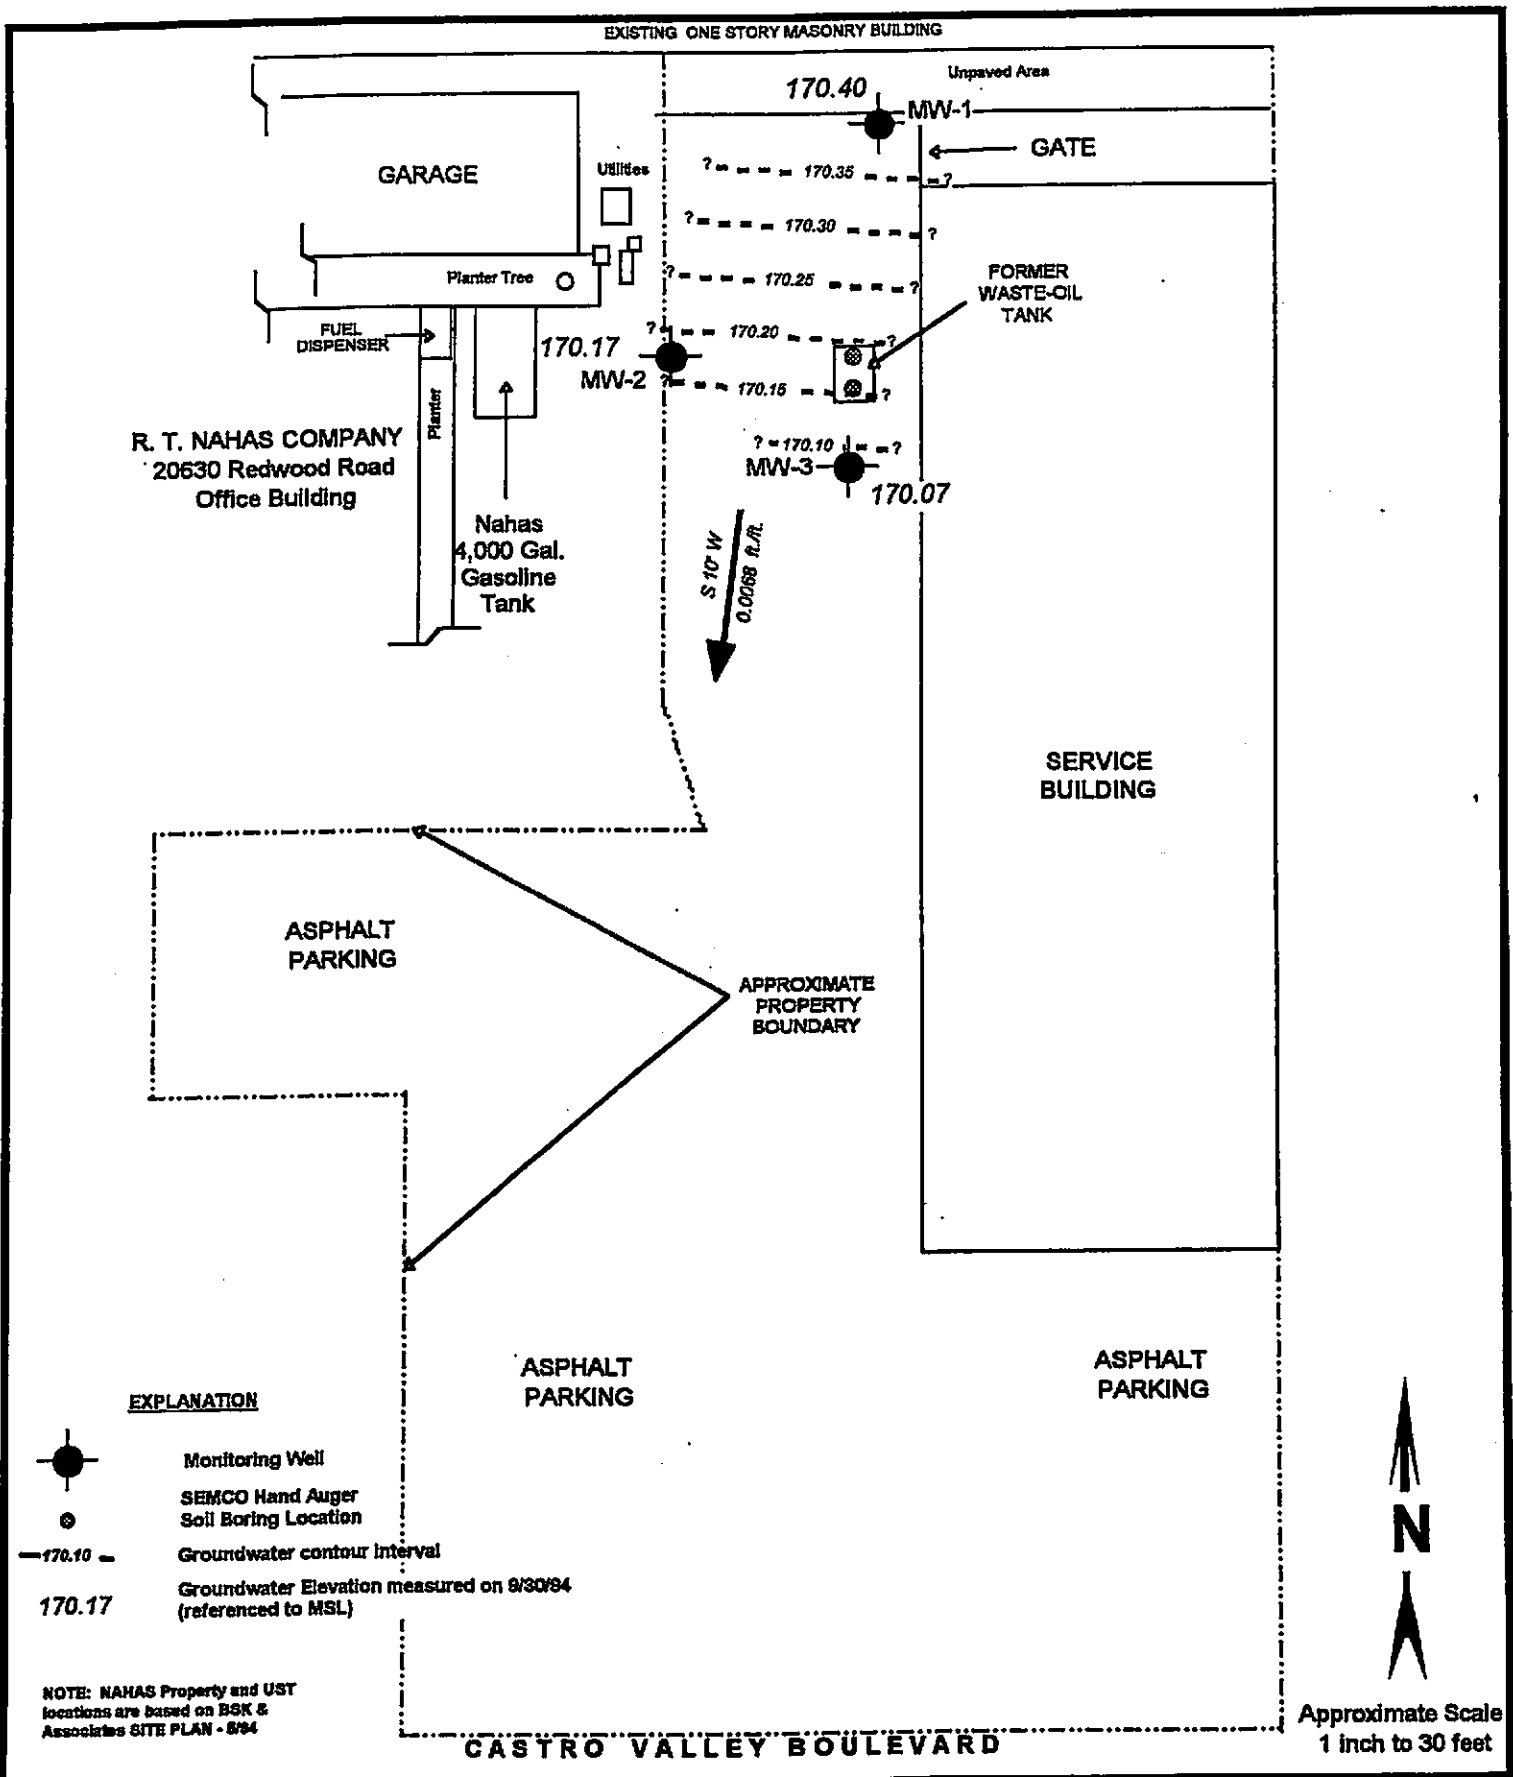 EXISTING ONE STORY MASONRY BUILDING
Unpaved Area
170.40
MW-1
GATE
GARAGE
Utilities
? 170.35 ?
? 170.30 ?
Planter Tree
? 170.25 ?
FORMER
WASTE-OIL
TANK
FUEL
DISPENSER
? 170.20 ?
170.17
MW-2
? 170.15 ?
Planter
R. T. NAHAS COMPANY
20630 Redwood Road
Office Building
? 170.10 ?
MW-3
170.07
Nahas
4,000 Gal.
Gasoline
Tank
S 10° W
0.0068 ft./ft.
SERVICE
BUILDING
ASPHALT
PARKING
APPROXIMATE
PROPERTY
BOUNDARY
ASPHALT
PARKING
ASPHALT
PARKING
EXPLANATION
Monitoring Well
SEMCO Hand Auger
Soil Boring Location
170.10
Groundwater contour interval
170.17
Groundwater Elevation measured on 9/30/94
(referenced to MSL)
N
NOTE: NAHAS Property and UST
locations are based on BSK &
Associates SITE PLAN - 5/94
Approximate Scale
1 inch to 30 feet
CASTRO VALLEY BOULEVARD